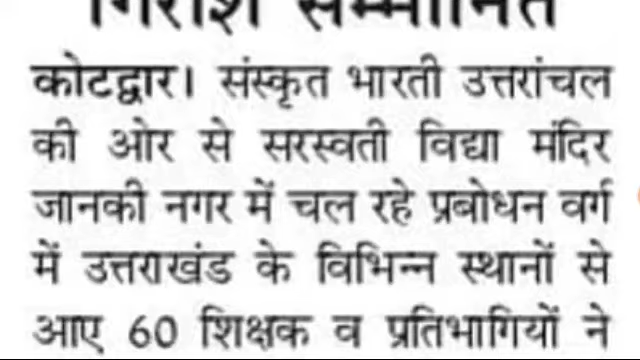 गिरीश सम्मानित
कोटद्वार। संस्कृत भारती उत्तरांचल
की ओर से सरस्वती विद्या मंदिर
जानकी नगर में चल रहे प्रबोधन वर्ग
में उत्तराखंड के विभिन्न स्थानों से
आए 60 शिक्षक व प्रतिभागियों ने